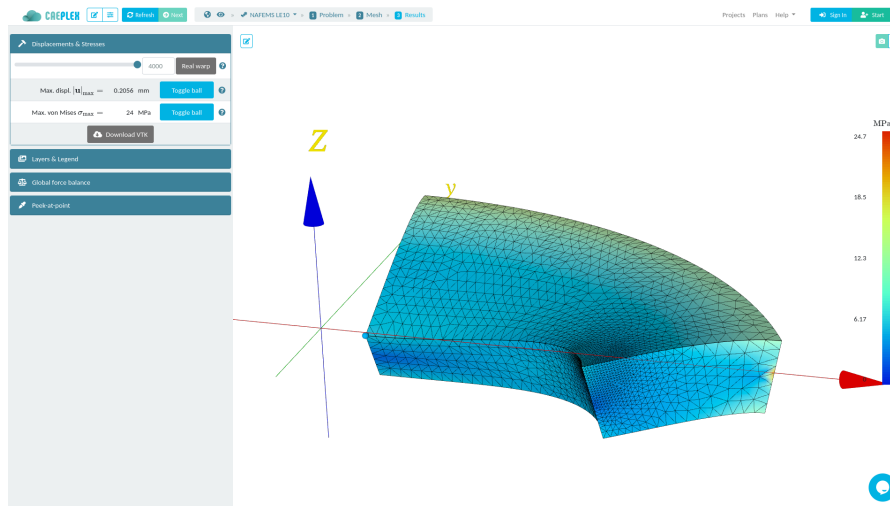 CAEPLEX
Refresh
Next
NAFEMS LE10
1 Problem
2 Mesh
3 Results
Projects
Plans
Help
Sign In
Start
Displacements & Stresses
4000
Real warp
Max. displ. |u|max = 0.2056 mm
Toggle ball
Max. von Mises σmax = 24 MPa
Toggle ball
Download VTK
Layers & Legend
Global force balance
Peek-at-point
Z
y
MPa
24.7
18.5
12.3
6.17